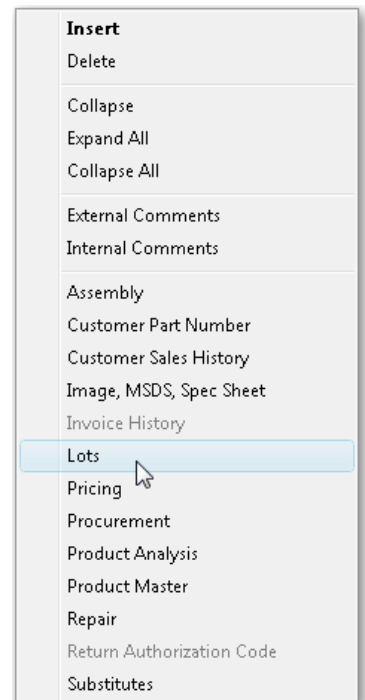 Insert
Delete
Collapse
Expand All
Collapse All
External Comments
Internal Comments
Assembly
Customer Part Number
Customer Sales History
Image, MSDS, Spec Sheet
Invoice History
Lots
Pricing
Procurement
Product Analysis
Product Master
Repair
Return Authorization Code
Substitutes